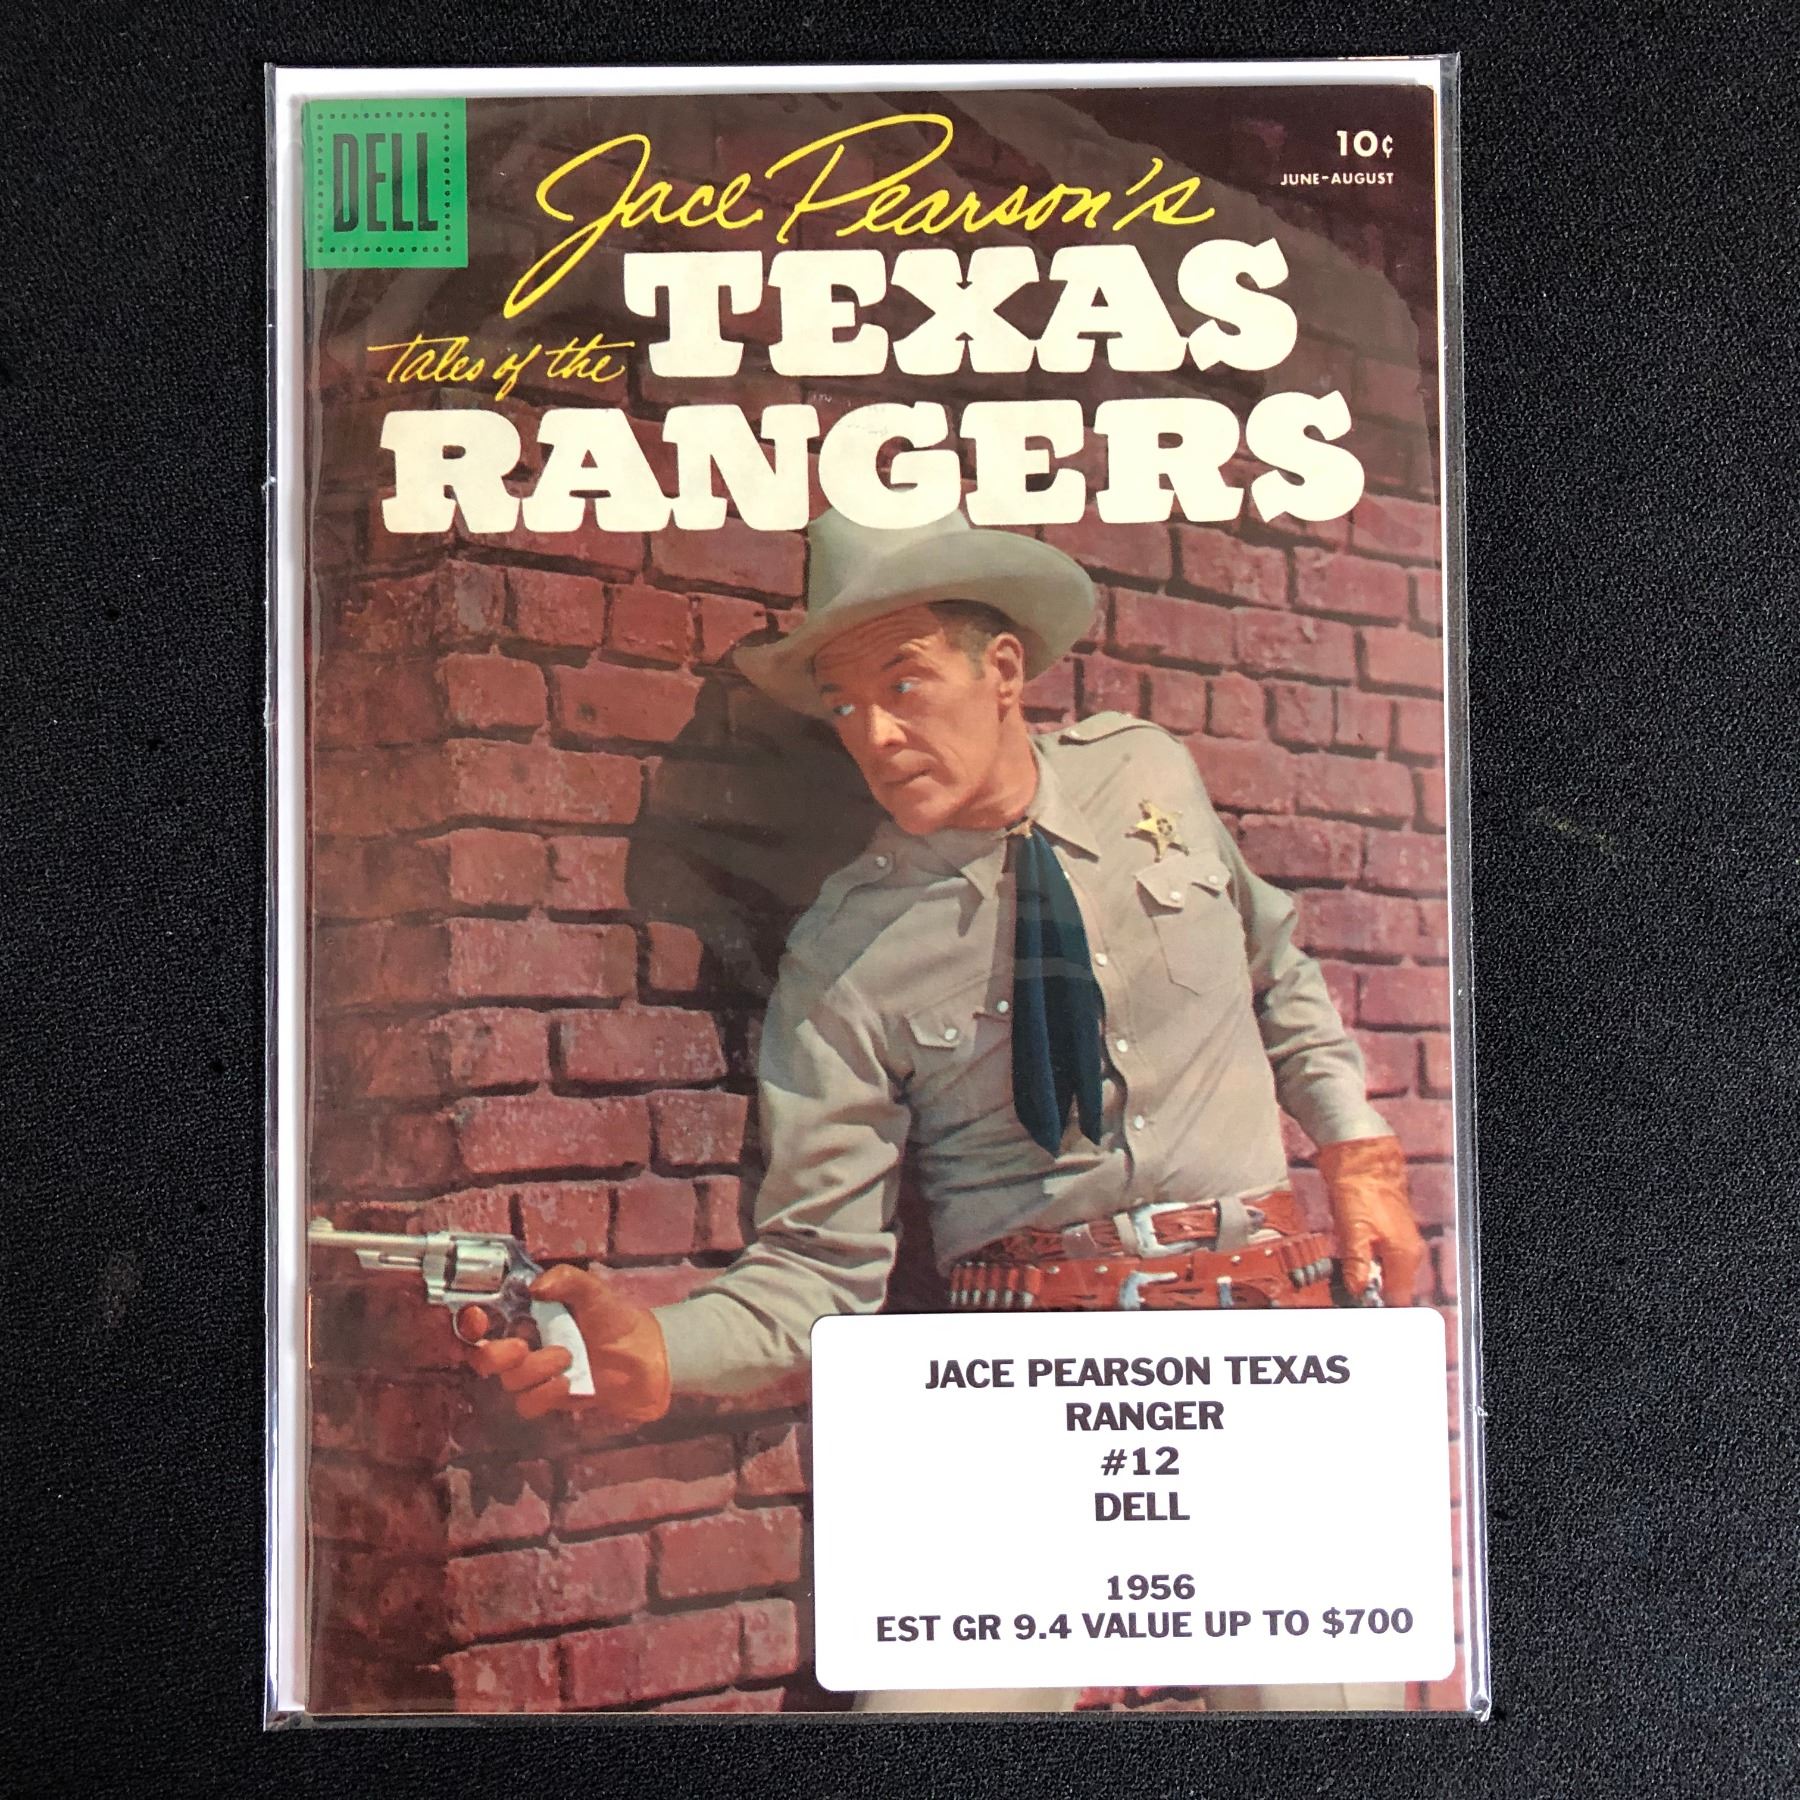 DELL
10¢
JUNE-AUGUST
Jace Pearson's
Tales of the TEXAS
RANGERS
JACE PEARSON TEXAS
RANGER
#12
DELL
1956
EST GR 9.4 VALUE UP TO $700